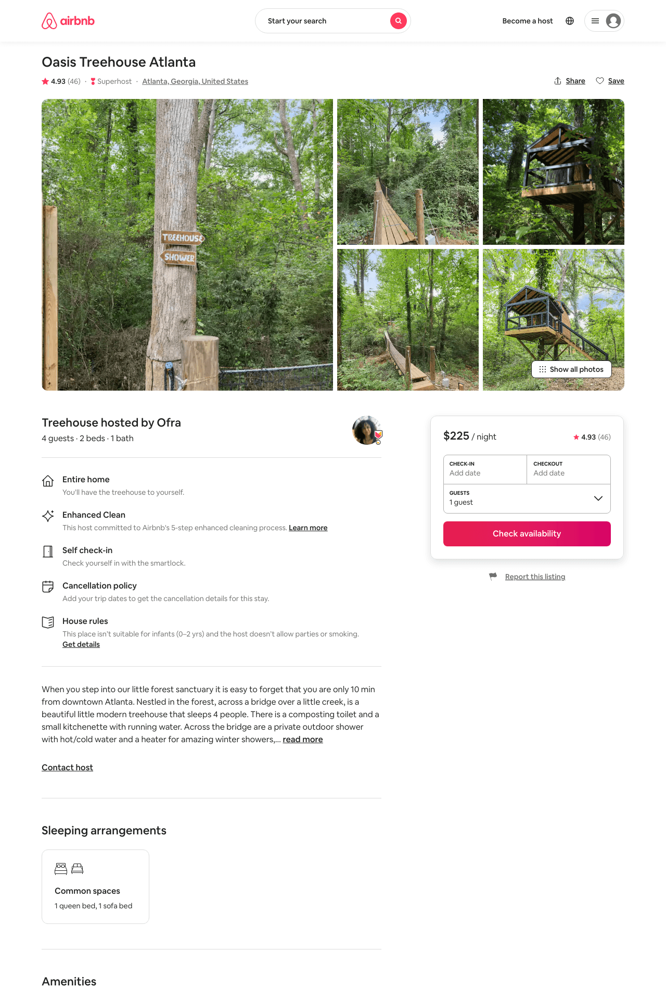 airbnb
Start your search
Become a host
Oasis Treehouse Atlanta
4.93 (46) · Superhost · Atlanta, Georgia, United States
Share
Save
TREEHOUSE
SHOWER
Show all photos
Treehouse hosted by Ofra
4 guests · 2 beds · 1 bath
Entire home
You'll have the treehouse to yourself.
Enhanced Clean
This host committed to Airbnb's 5-step enhanced cleaning process. Learn more
Self check-in
Check yourself in with the smartlock.
Cancellation policy
Add your trip dates to get the cancellation details for this stay.
House rules
This place isn't suitable for infants (0–2 yrs) and the host doesn't allow parties or smoking.
Get details
$225 / night
4.93 (46)
CHECK-IN
Add date
CHECKOUT
Add date
GUESTS
1 guest
Check availability
Report this listing
When you step into our little forest sanctuary it is easy to forget that you are only 10 min
from downtown Atlanta. Nestled in the forest, across a bridge over a little creek, is a
beautiful little modern treehouse that sleeps 4 people. There is a composting toilet and a
small kitchenette with running water. Across the bridge are a private outdoor shower
with hot/cold water and a heater for amazing winter showers,... read more
Contact host
Sleeping arrangements
Common spaces
1 queen bed, 1 sofa bed
Amenities